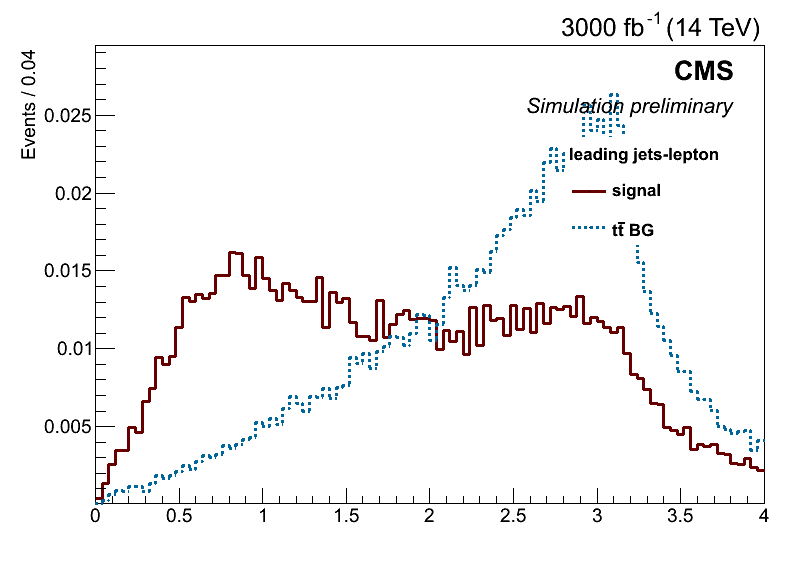 3000 fb⁻¹ (14 TeV)
CMS
Simulation preliminary
leading jets-lepton
signal
tt̄ BG
Events / 0.04
0.025
0.02
0.015
0.01
0.005
0 0.5 1 1.5 2 2.5 3 3.5 4